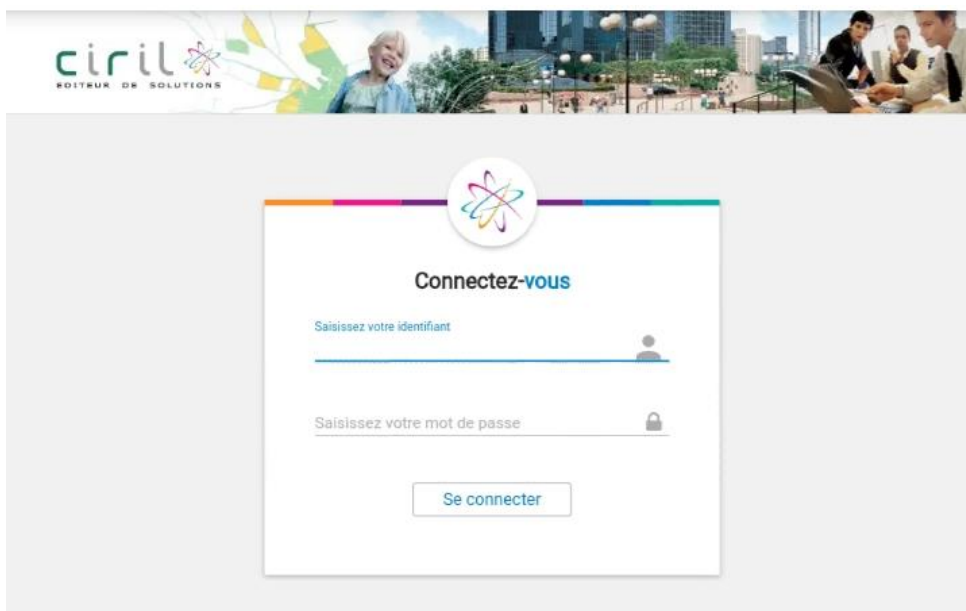 ciril
EDITEUR DE SOLUTIONS
Connectez-vous
Saisissez votre identifiant
Saisissez votre mot de passe
Se connecter